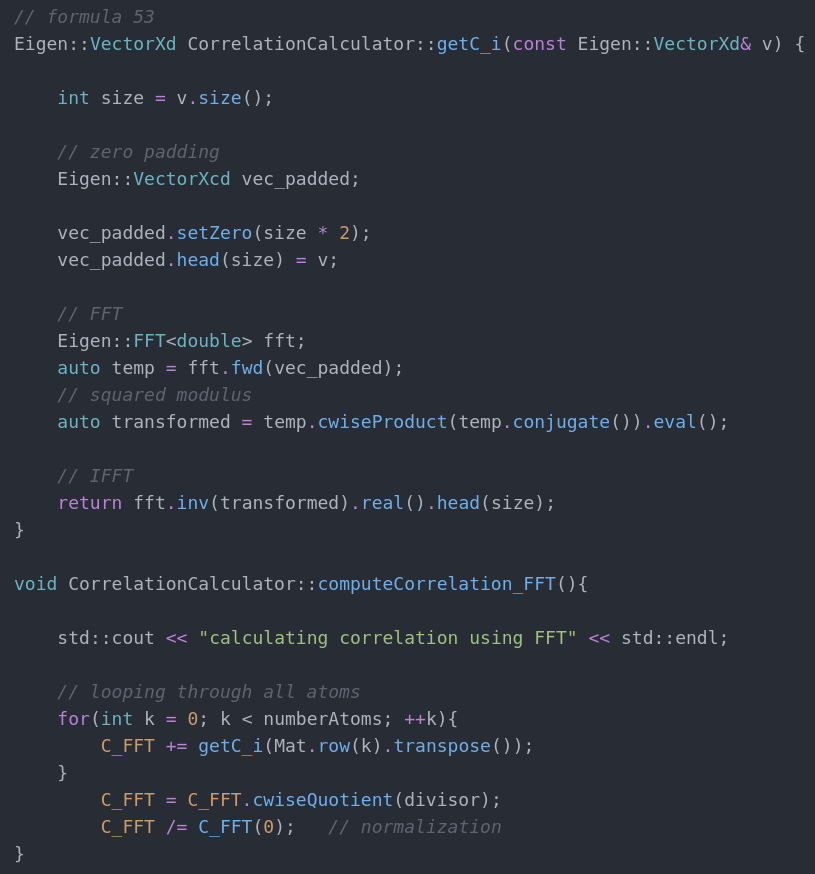 // formula 53
Eigen::VectorXd CorrelationCalculator::getC_i(const Eigen::VectorXd& v) {
    int size = v.size();
    // zero padding
    Eigen::VectorXcd vec_padded;
    vec_padded.setZero(size * 2);
    vec_padded.head(size) = v;
    // FFT
    Eigen::FFT<double> fft;
    auto temp = fft.fwd(vec_padded);
    // squared modulus
    auto transformed = temp.cwiseProduct(temp.conjugate()).eval();
    // IFFT
    return fft.inv(transformed).real().head(size);
}
void CorrelationCalculator::computeCorrelation_FFT(){
    std::cout << "calculating correlation using FFT" << std::endl;
    // looping through all atoms
    for(int k = 0; k < numberAtoms; ++k){
        C_FFT += getC_i(Mat.row(k).transpose());
    }
        C_FFT = C_FFT.cwiseQuotient(divisor);
        C_FFT /= C_FFT(0);   // normalization
}